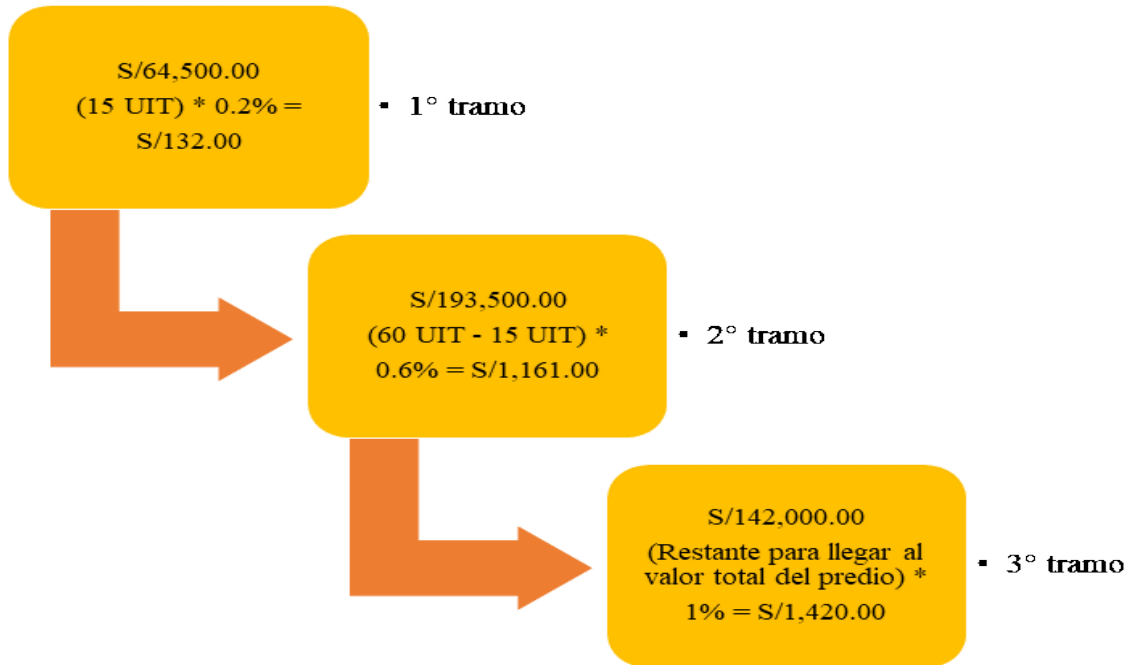 S/64,500.00
(15 UIT) * 0.2% =
S/132.00
▪ 1° tramo
S/193,500.00
(60 UIT - 15 UIT) *
0.6% = S/1,161.00
▪ 2° tramo
S/142,000.00
(Restante para llegar al
valor total del predio) *
1% = S/1,420.00
▪ 3° tramo